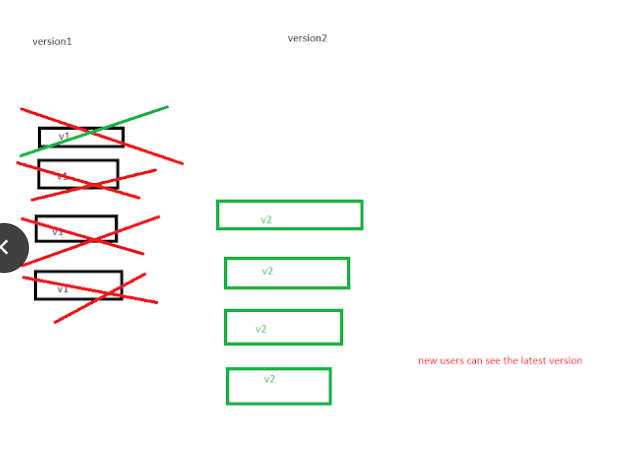 version1
version2
v1
v1
v1
v1
v2
v2
v2
v2
new users can see the latest version